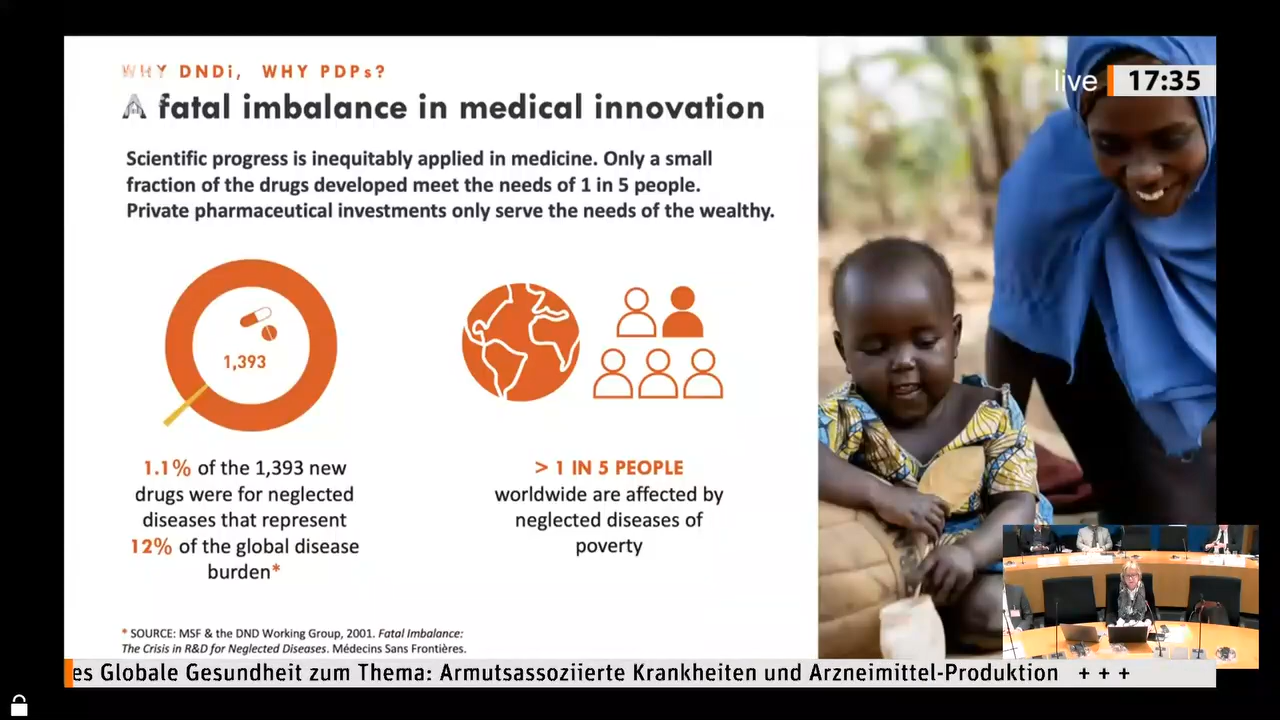 WHY DNDi, WHY PDPs?
A fatal imbalance in medical innovation
live 17:35
Scientific progress is inequitably applied in medicine. Only a small
fraction of the drugs developed meet the needs of 1 in 5 people.
Private pharmaceutical investments only serve the needs of the wealthy.
1,393
1.1% of the 1,393 new
drugs were for neglected
diseases that represent
12% of the global disease
burden*
> 1 IN 5 PEOPLE
worldwide are affected by
neglected diseases of
poverty
* SOURCE: MSF & the DND Working Group, 2001. Fatal Imbalance:
The Crisis in R&D for Neglected Diseases. Médecins Sans Frontières.
es Globale Gesundheit zum Thema: Armutsassoziierte Krankheiten und Arzneimittel-Produktion + + +